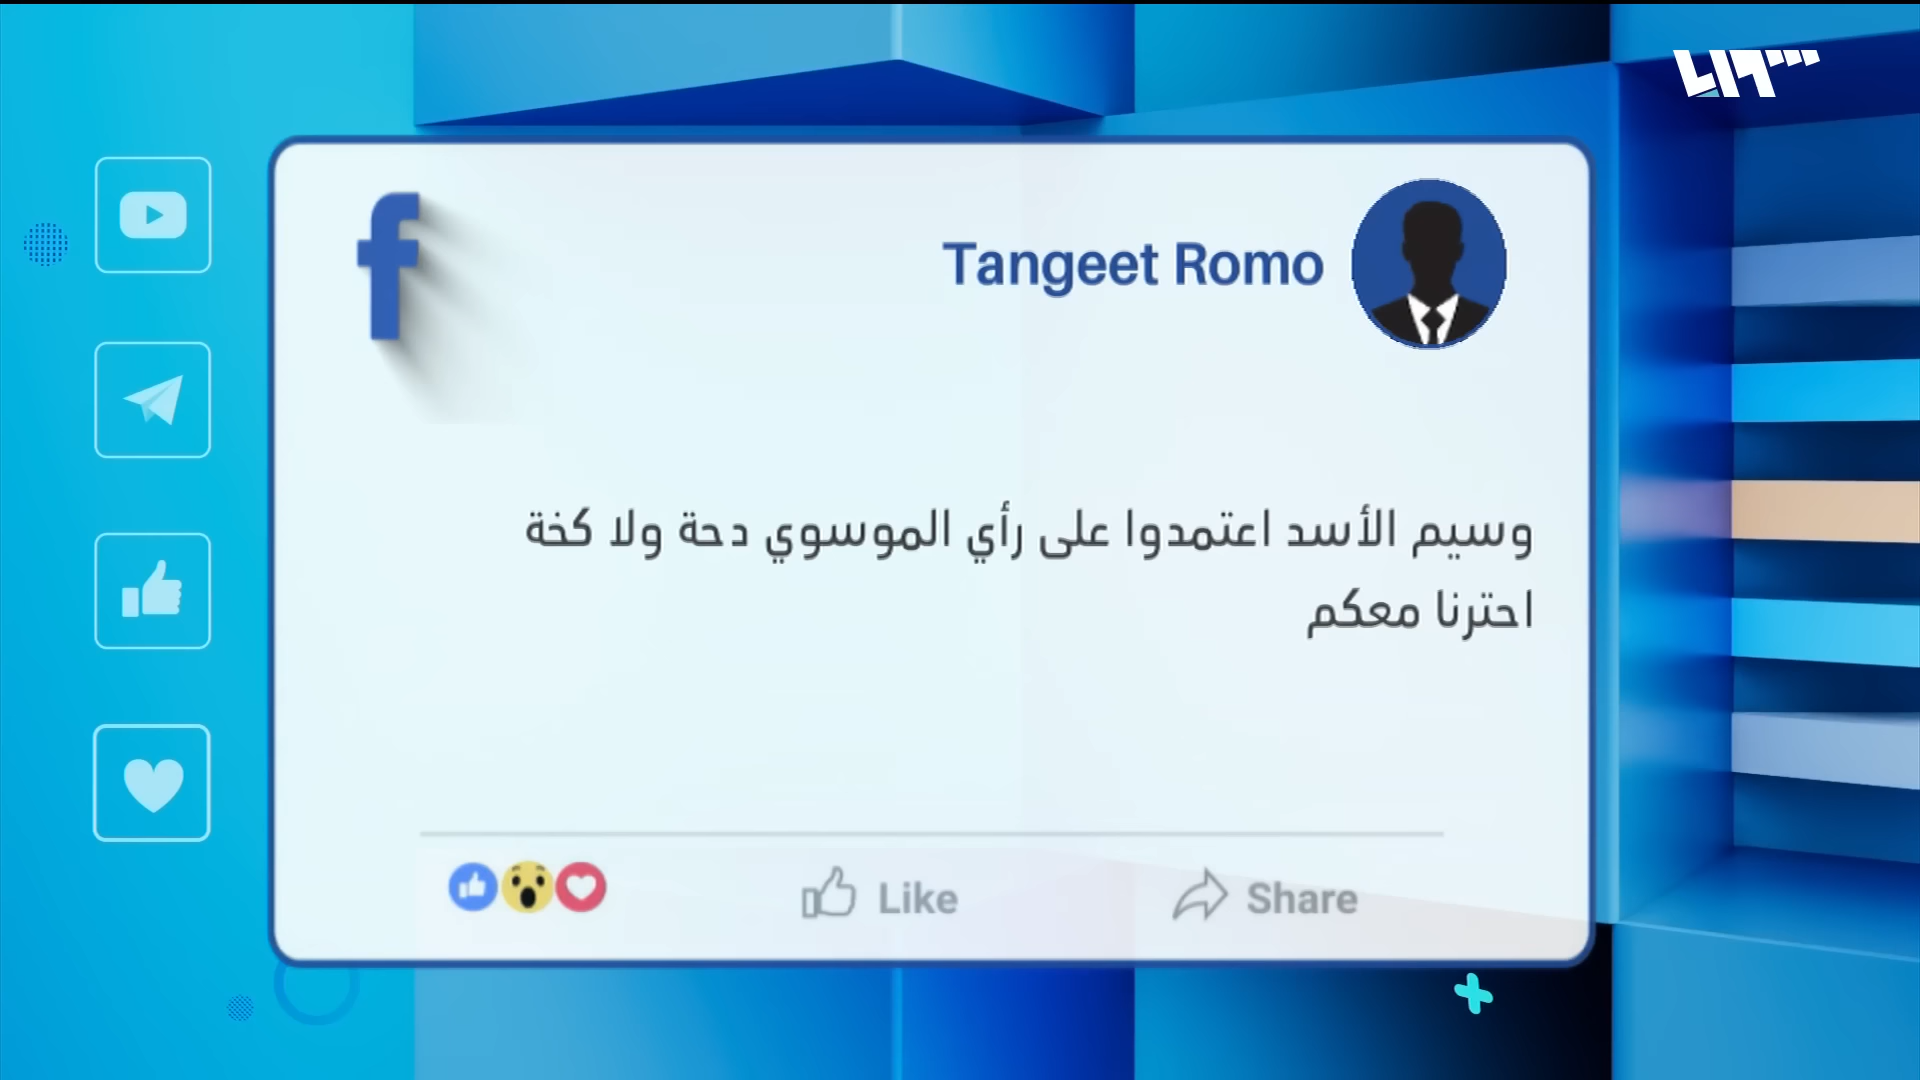 Tangeet Romo
وسيم الأسد اعتمدوا على رأي الموسوي دحة ولا كخة
احترنا معكم
Like
Share